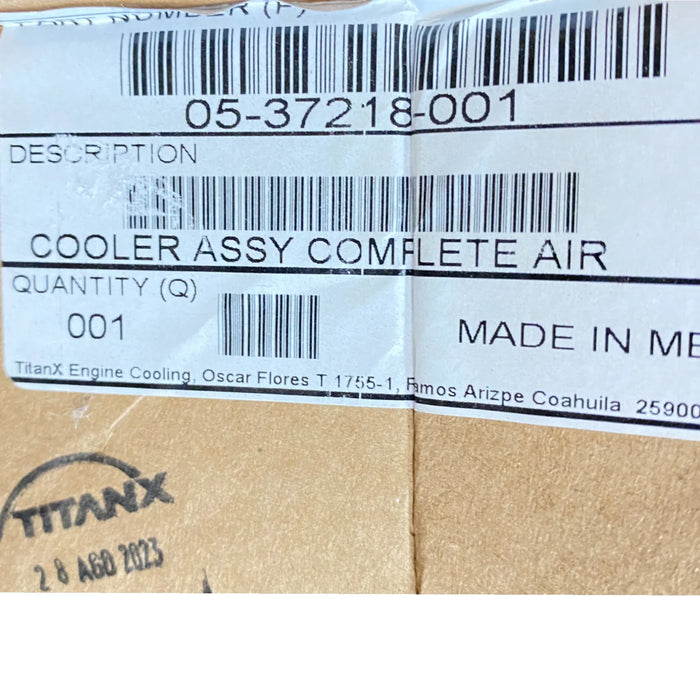 NUMBER (P)
05-37218-001
DESCRIPTION
COOLER ASSY COMPLETE AIR
QUANTITY (Q)
001
MADE IN ME
TitanX Engine Cooling, Oscar Flores T 1755-1, Ramos Arizpe Coahuila 25900
TITANX
28 AGO 2023